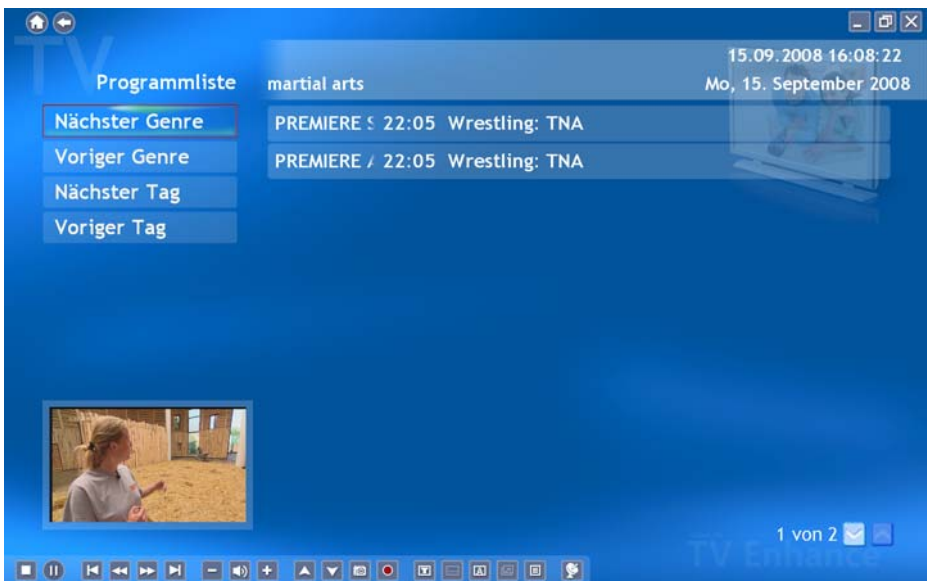 TV
15.09.2008 16:08:22
Programmliste
martial arts
Mo, 15. September 2008
Nächster Genre
PREMIERE S 22:05 Wrestling: TNA
Voriger Genre
PREMIERE A 22:05 Wrestling: TNA
Nächster Tag
Voriger Tag
1 von 2
TV Enhance